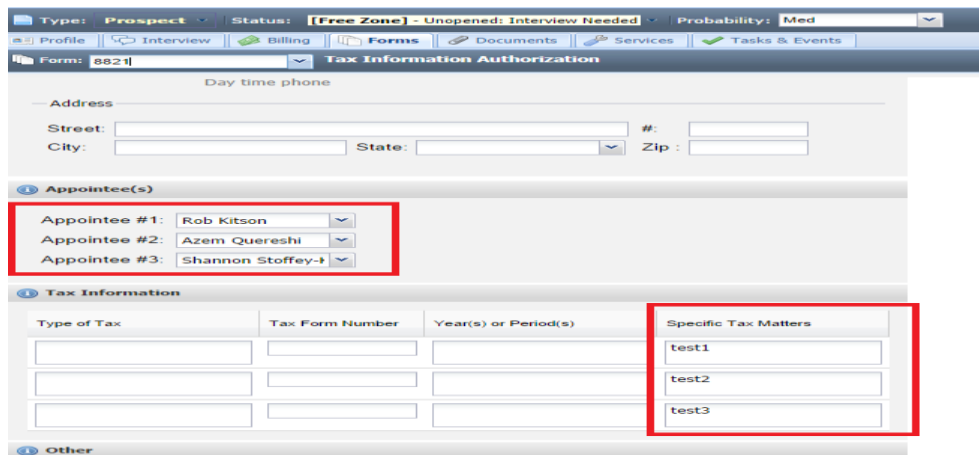 Type: Prospect Status: [Free Zone] - Unopened: Interview Needed Probability: Med
Profile Interview Billing Forms Documents Services Tasks & Events
Form: 8821 Tax Information Authorization
Day time phone
Address
Street: #:
City: State: Zip :
Appointee(s)
Appointee #1: Rob Kitson
Appointee #2: Azem Quereshi
Appointee #3: Shannon Stoffey-
Tax Information
Type of Tax Tax Form Number Year(s) or Period(s) Specific Tax Matters
test1
test2
test3
Other